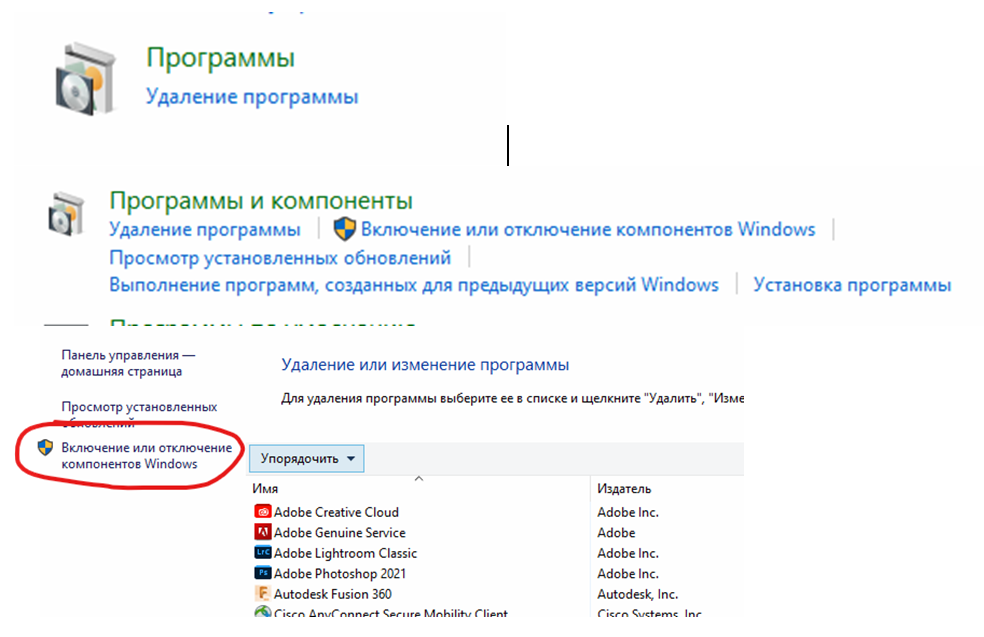 Программы
Удаление программы
Программы и компоненты
Удаление программы
Включение или отключение компонентов Windows
Просмотр установленных обновлений
Выполнение программ, созданных для предыдущих версий Windows
Установка программы
Панель управления —
домашняя страница
Просмотр установленных
обновлений
Включение или отключение
компонентов Windows
Удаление или изменение программы
Для удаления программы выберите ее в списке и щелкните "Удалить", "Изме
Упорядочить
Имя
Издатель
Adobe Creative Cloud
Adobe Inc.
Adobe Genuine Service
Adobe
Adobe Lightroom Classic
Adobe Inc.
Adobe Photoshop 2021
Adobe Inc.
Autodesk Fusion 360
Autodesk, Inc.
Cisco AnyConnect Secure Mobility Client
Cisco Systems, Inc.